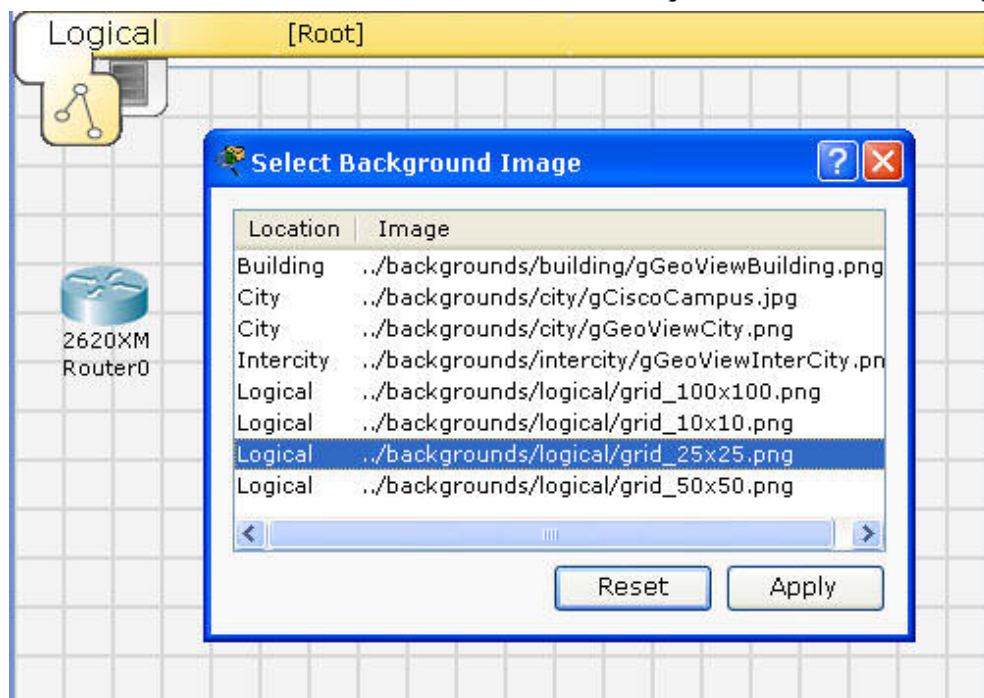 Logical [Root]
Select Background Image
Location Image
Building ../backgrounds/building/gGeoViewBuilding.png
City ../backgrounds/city/gCiscoCampus.jpg
City ../backgrounds/city/gGeoViewCity.png
Intercity ../backgrounds/intercity/gGeoViewInterCity.pn
Logical ../backgrounds/logical/grid_100x100.png
Logical ../backgrounds/logical/grid_10x10.png
Logical ../backgrounds/logical/grid_25x25.png
Logical ../backgrounds/logical/grid_50x50.png
2620XM
Router0
Reset Apply